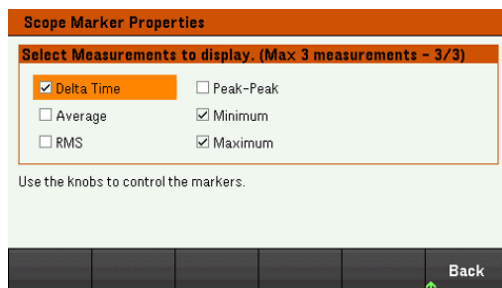 Scope Marker Properties
Select Measurements to display. (Max 3 measurements - 3/3)
Delta Time
Peak-Peak
Average
Minimum
RMS
Maximum
Use the knobs to control the markers.
Back